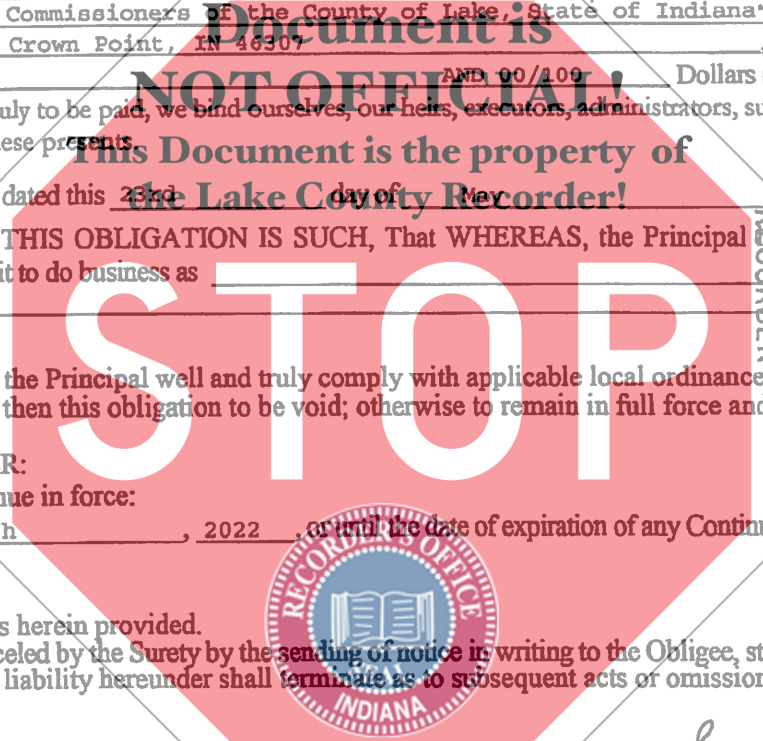 Commissioners of the County of Lake, State of Indiana
Document is
Crown Point, IN 46307
NOT OFFICIAL!
AND 00/100 Dollars
uly to be paid, we bind ourselves, our heirs, executors, administrators, su
ese presents.
This Document is the property of
the Lake County Recorder!
dated this 23rd day of May
THIS OBLIGATION IS SUCH, That WHEREAS, the Principal
it to do business as
RECORDER
STOP
the Principal well and truly comply with applicable local ordinance
then this obligation to be void; otherwise to remain in full force and
R:
nue in force:
h , 2022 , or until the date of expiration of any Continu
RECORDER'S OFFICE
SEAL
INDIANA
s herein provided.
celed by the Surety by the sending of notice in writing to the Obligee, st
liability hereunder shall terminate as to subsequent acts or omission